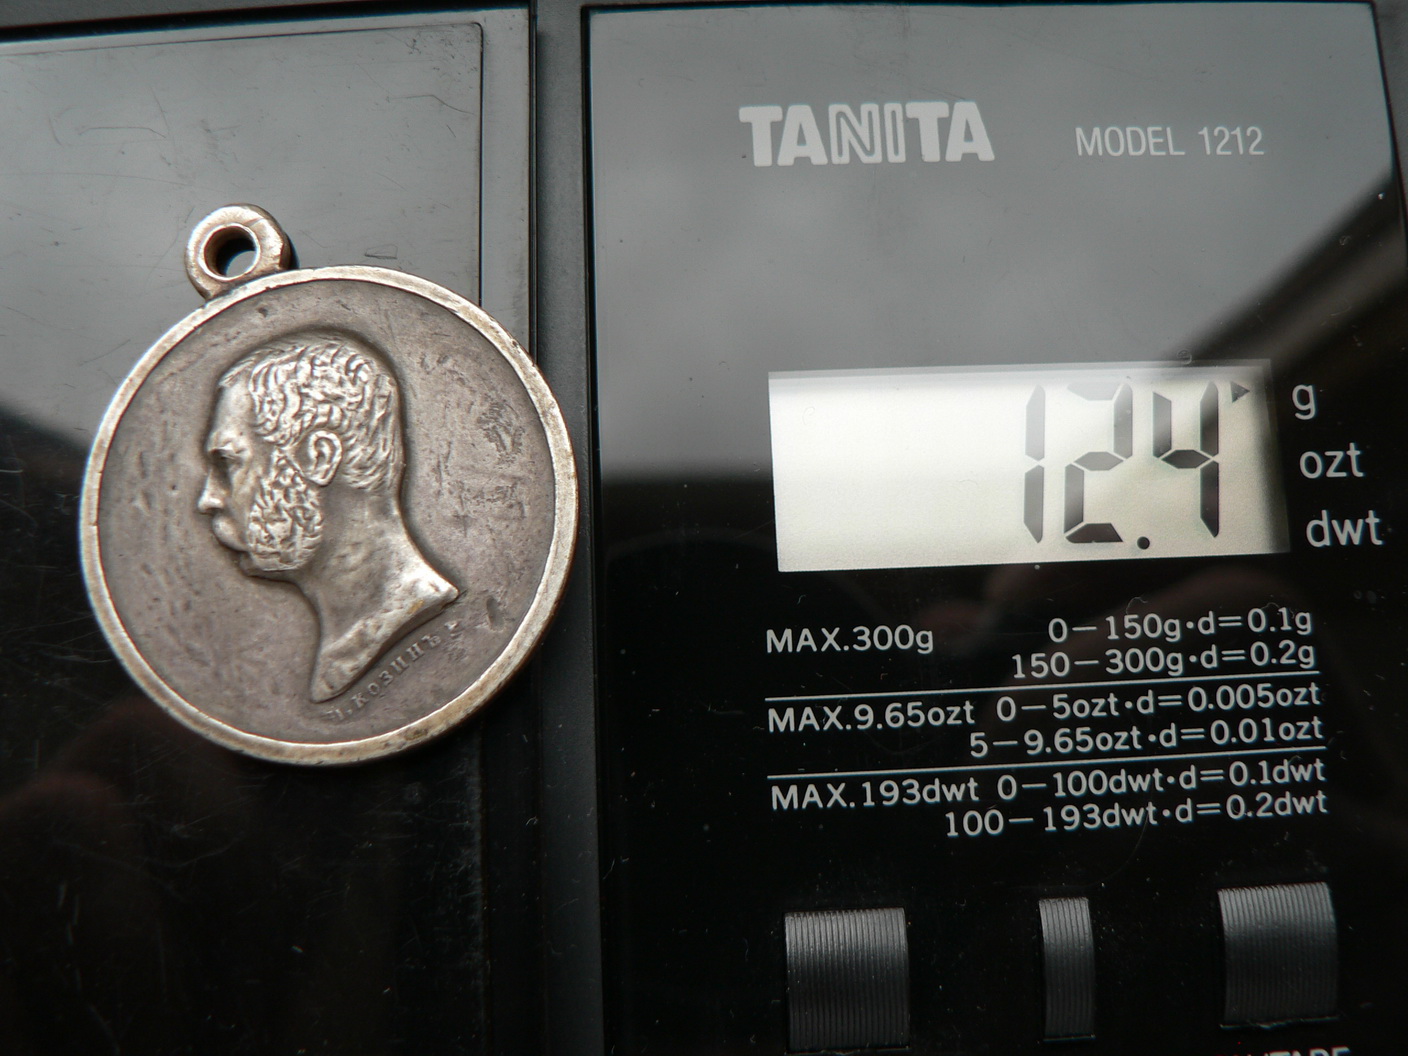 TANITA MODEL 1212
12.4
g
ozt
dwt
MAX.300g 0–150g·d=0.1g
150–300g·d=0.2g
MAX.9.65ozt 0–5ozt·d=0.005ozt
5–9.65ozt·d=0.01ozt
MAX.193dwt 0–100dwt·d=0.1dwt
100–193dwt·d=0.2dwt
КОЗИНЪ